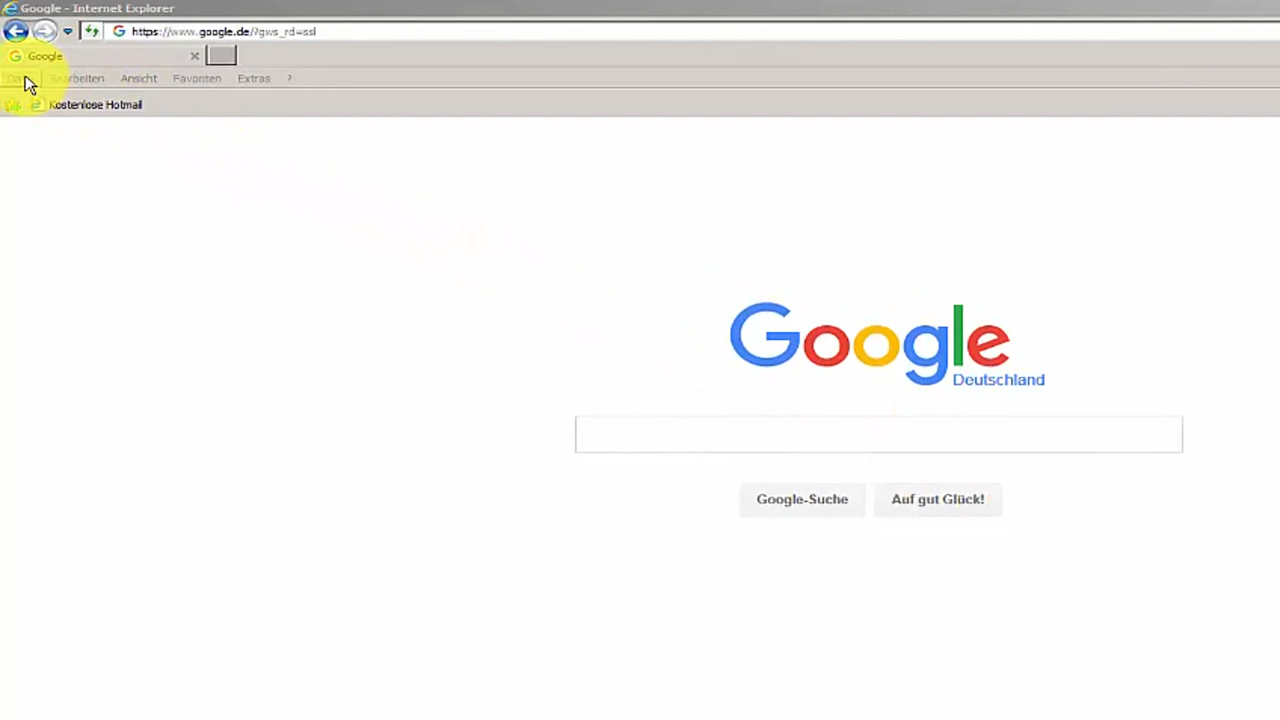 Google - Internet Explorer
https://www.google.de/?gws_rd=ssl
Google
Bearbeiten Ansicht Favoriten Extras ?
Kostenlose Hotmail
Google
Deutschland
Google-Suche Auf gut Glück!